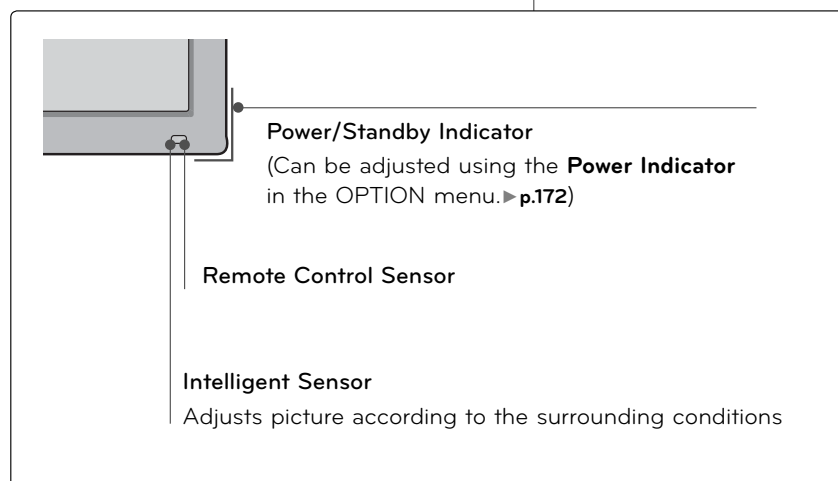 Power/Standby Indicator
(Can be adjusted using the Power Indicator
in the OPTION menu.►p.172)
Remote Control Sensor
Intelligent Sensor
Adjusts picture according to the surrounding conditions